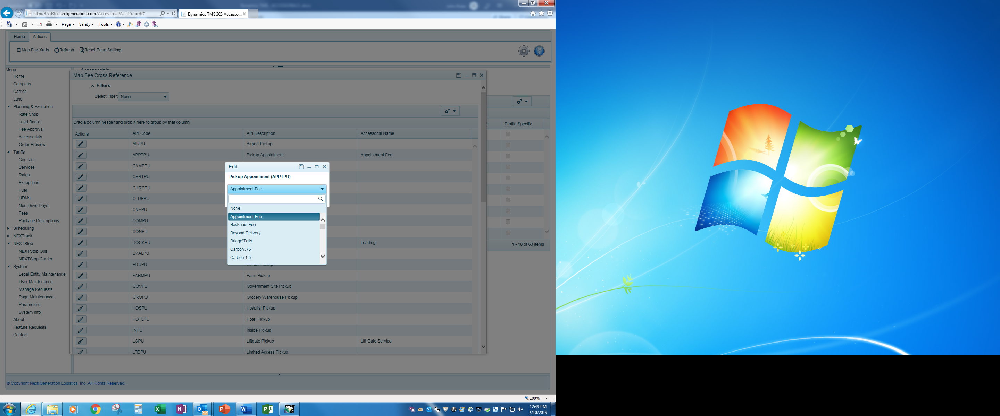 http://07d365.nextgeneration.com/AccessorialMaint?uc=36#
Dynamics TMS 365 Accesso...
Page
Safety
Tools
Home
Actions
Map Fee Xrefs
Refresh
Reset Page Settings
Menu
Home
Company
Carrier
Lane
Planning & Execution
Rate Shop
Load Board
Fee Approval
Accessorials
Order Preview
Tariffs
Contract
Services
Rates
Exceptions
Fuel
HDMs
Non-Drive Days
Fees
Package Descriptions
Scheduling
NEXTrack
NEXTStop
NEXTStop Ops
NEXTStop Carrier
System
Legal Entity Maintenance
User Maintenance
Manage Requests
Page Maintenance
Parameters
System Info
About
Feature Requests
Contact
Accessorials
Map Fee Cross Reference
Filters
Select Filter: None
Drag a column header and drop it here to group by that column
Actions API Code API Description Accessorial Name
AIRPU Airport Pickup
APPTPU Pickup Appointment Appointment Fee
CAMPPU
CERTPU
CHRCPU
CLUBPU
CNVPU
COMPU
CONPU
DOCKPU Loading
DVALPU
EDUPU School Pickup
FARMPU Farm Pickup
GOVPU Government Site Pickup
GROPU Grocery Warehouse Pickup
HOSPU Hospital Pickup
HOTLPU Hotel Pickup
INPU Inside Pickup
LGPU Liftgate Pickup Lift Gate Service
LTDPU Limited Access Pickup
Edit
Pickup Appointment (APPTPU)
Appointment Fee
None
Appointment Fee
Backhaul Fee
Beyond Delivery
Bridge\Tolls
Carbon .75
Carbon 1.5
Profile Specific
1 - 10 of 63 items
© Copyright Next Generation Logistics, Inc. All Rights Reserved.
100%
12:49 PM
7/10/2019